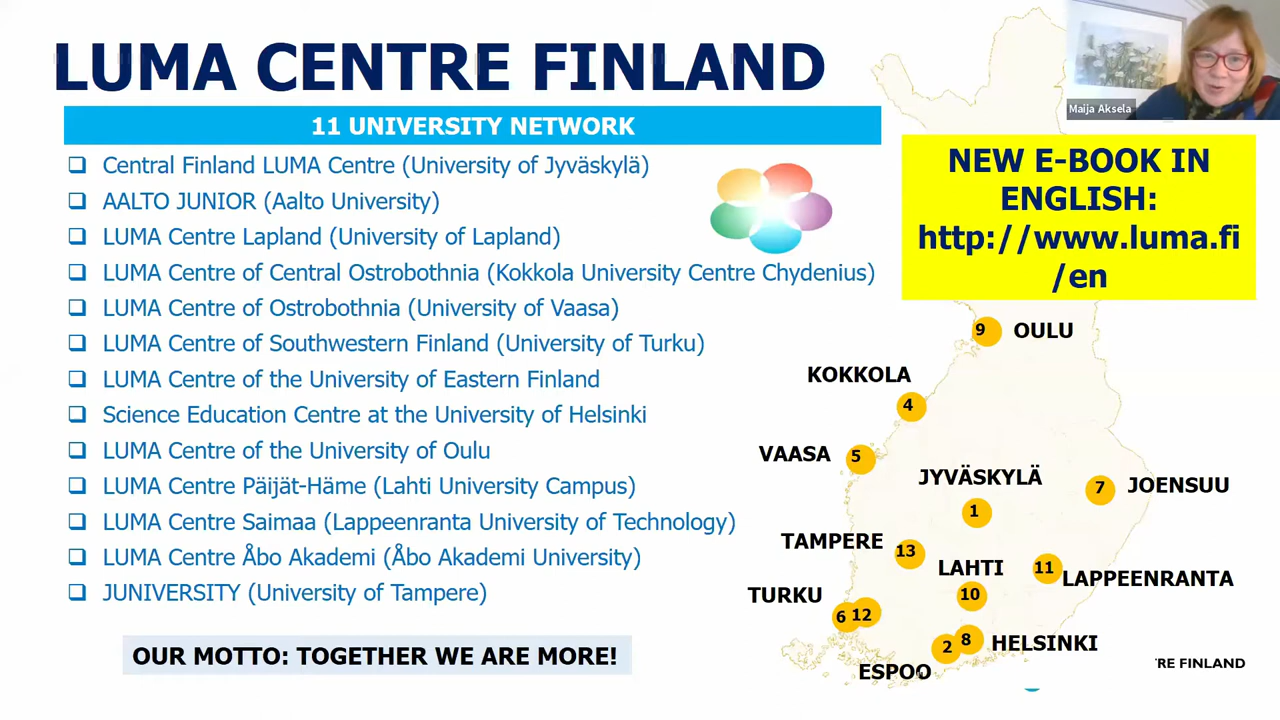 LUMA CENTRE FINLAND
11 UNIVERSITY NETWORK
❑ Central Finland LUMA Centre (University of Jyväskylä)
❑ AALTO JUNIOR (Aalto University)
❑ LUMA Centre Lapland (University of Lapland)
❑ LUMA Centre of Central Ostrobothnia (Kokkola University Centre Chydenius)
❑ LUMA Centre of Ostrobothnia (University of Vaasa)
❑ LUMA Centre of Southwestern Finland (University of Turku)
❑ LUMA Centre of the University of Eastern Finland
❑ Science Education Centre at the University of Helsinki
❑ LUMA Centre of the University of Oulu
❑ LUMA Centre Päijät-Häme (Lahti University Campus)
❑ LUMA Centre Saimaa (Lappeenranta University of Technology)
❑ LUMA Centre Åbo Akademi (Åbo Akademi University)
❑ JUNIVERSITY (University of Tampere)
OUR MOTTO: TOGETHER WE ARE MORE!
Maija Aksela
NEW E-BOOK IN
ENGLISH:
http://www.luma.fi
/en
9 OULU
KOKKOLA
4
VAASA 5
JYVÄSKYLÄ
1
7 JOENSUU
TAMPERE 13
LAHTI
10
11 LAPPEENRANTA
TURKU
6 12
2 8 HELSINKI
ESPOO
RE FINLAND